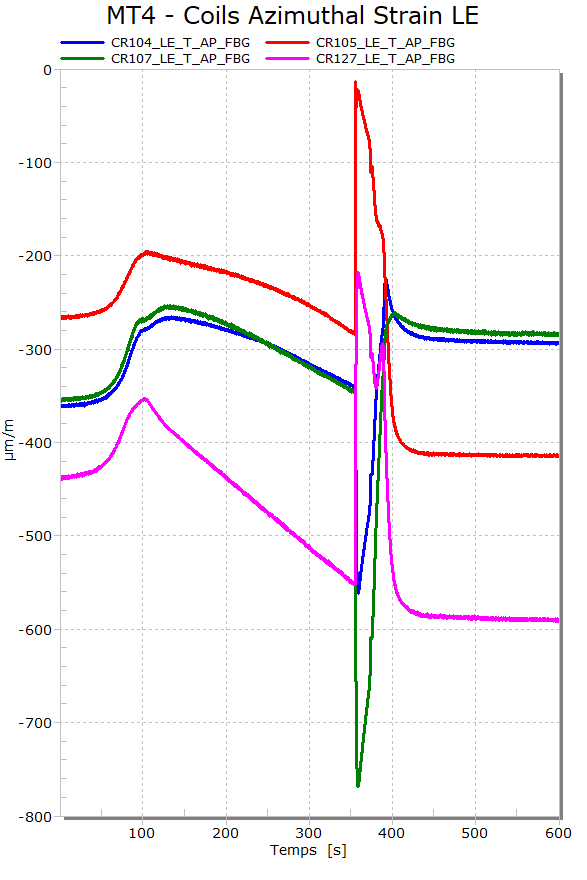 MT4 - Coils Azimuthal Strain LE
CR104_LE_T_AP_FBG CR105_LE_T_AP_FBG
CR107_LE_T_AP_FBG CR127_LE_T_AP_FBG
0
-100
-200
-300
-400
µm/m
-500
-600
-700
-800
100 200 300 400 500 600
Temps [s]